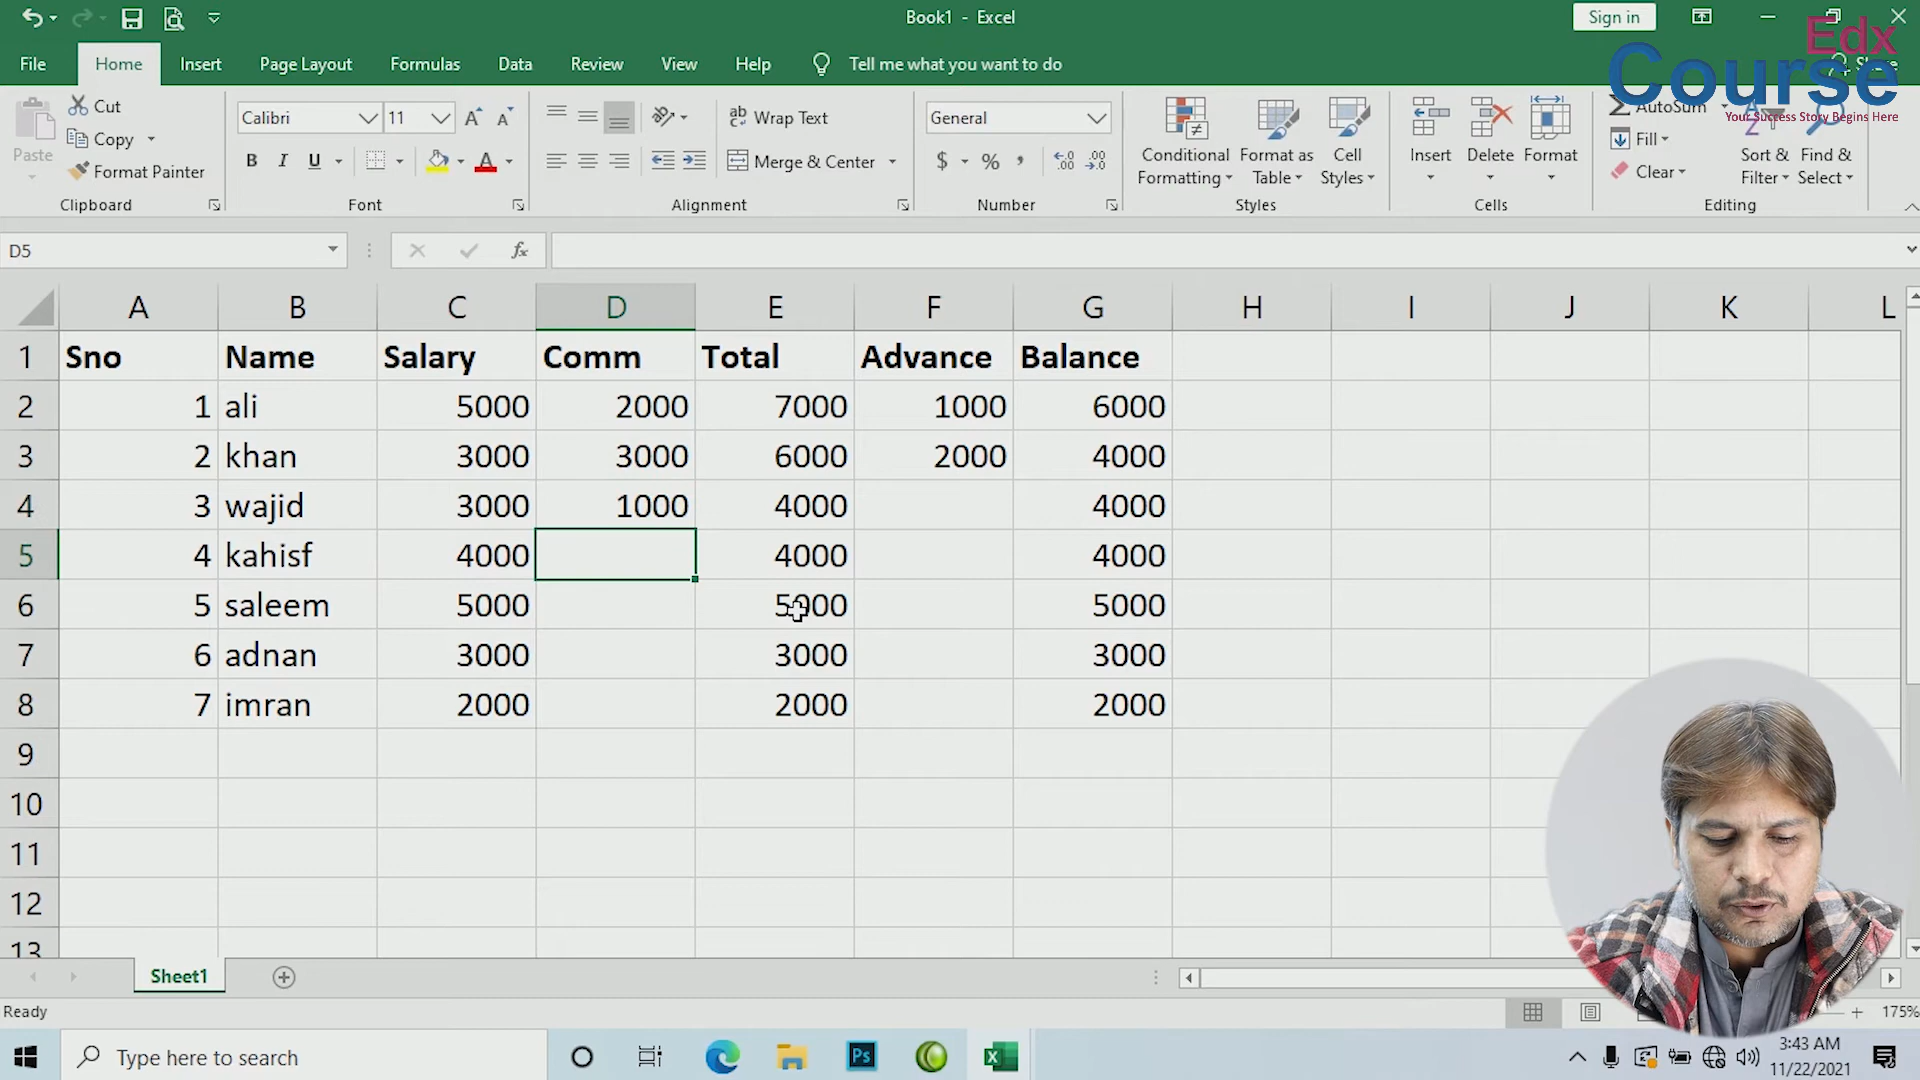 Book1 - Excel
Sign in
File Home Insert Page Layout Formulas Data Review View Help Tell me what you want to do
Edx
Course
Your Success Story Begins Here
Paste
Cut
Copy
Format Painter
Clipboard
Calibri 11
B I U
Font
Wrap Text
Merge & Center
Alignment
General
$ % ,
Number
Conditional Formatting
Format as Table
Cell Styles
Styles
Insert
Delete
Format
Cells
AutoSum
Fill
Clear
Sort & Filter
Find & Select
Editing
D5
fx
A B C D E F G H I J K L
1 Sno Name Salary Comm Total Advance Balance
2 1 ali 5000 2000 7000 1000 6000
3 2 khan 3000 3000 6000 2000 4000
4 3 wajid 3000 1000 4000 4000
5 4 kahisf 4000 4000 4000
6 5 saleem 5000 5000 5000
7 6 adnan 3000 3000 3000
8 7 imran 2000 2000 2000
9
10
11
12
13
Sheet1
Ready
175%
Type here to search
Ps
3:43 AM
11/22/2021